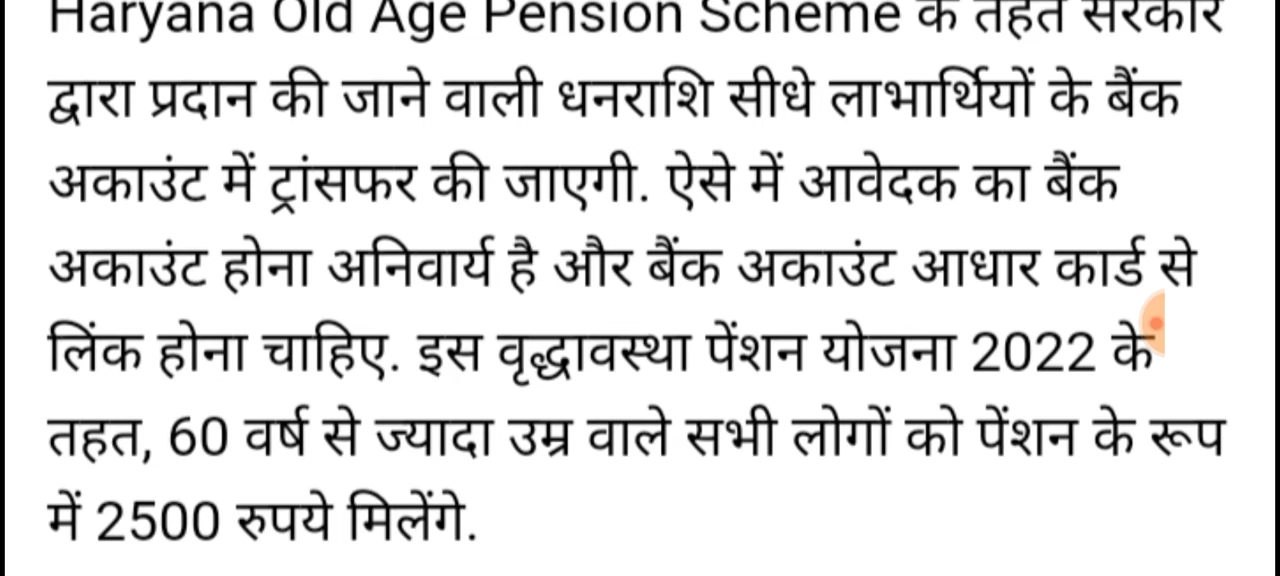 Haryana Old Age Pension Scheme के तहत सरकार
द्वारा प्रदान की जाने वाली धनराशि सीधे लाभार्थियों के बैंक
अकाउंट में ट्रांसफर की जाएगी. ऐसे में आवेदक का बैंक
अकाउंट होना अनिवार्य है और बैंक अकाउंट आधार कार्ड से
लिंक होना चाहिए. इस वृद्धावस्था पेंशन योजना 2022 के
तहत, 60 वर्ष से ज्यादा उम्र वाले सभी लोगों को पेंशन के रूप
में 2500 रुपये मिलेंगे.